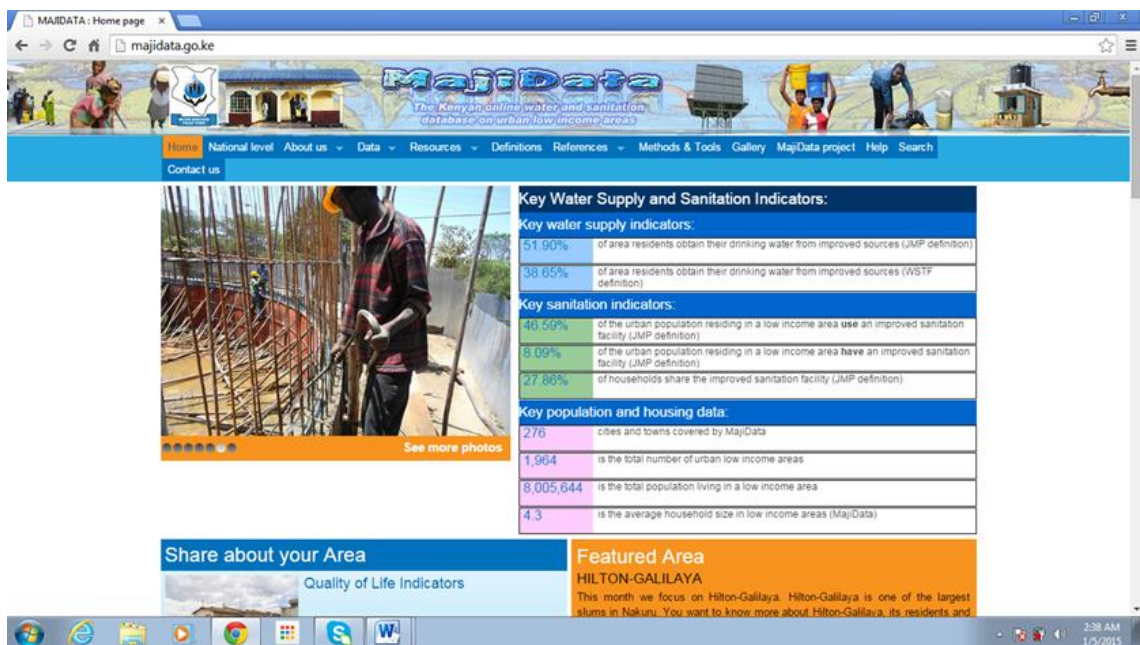 MAJIDATA : Home page
majidata.go.ke
MajiData
The Kenyan online water and sanitation
database on urban low income areas
Home National level About us Data Resources Definitions References Methods & Tools Gallery MajiData project Help Search
Contact us
See more photos
Key Water Supply and Sanitation Indicators:
Key water supply indicators:
51.90% of area residents obtain their drinking water from improved sources (JMP definition)
38.65% of area residents obtain their drinking water from improved sources (WSTF
definition)
Key sanitation indicators:
46.59% of the urban population residing in a low income area use an improved sanitation
facility (JMP definition)
8.09% of the urban population residing in a low income area have an improved sanitation
facility (JMP definition)
27.86% of households share the improved sanitation facility (JMP definition)
Key population and housing data:
276 cities and towns covered by MajiData
1,964 is the total number of urban low income areas
8,005,644 is the total population living in a low income area
4.3 is the average household size in low income areas (MajiData)
Share about your Area
Quality of Life Indicators
Featured Area
HILTON-GALILAYA
This month we focus on Hilton-Galilaya. Hilton-Galilaya is one of the largest
slums in Nakuru. You want to know more about Hilton-Galilaya, its residents and
2:38 AM
1/5/2015